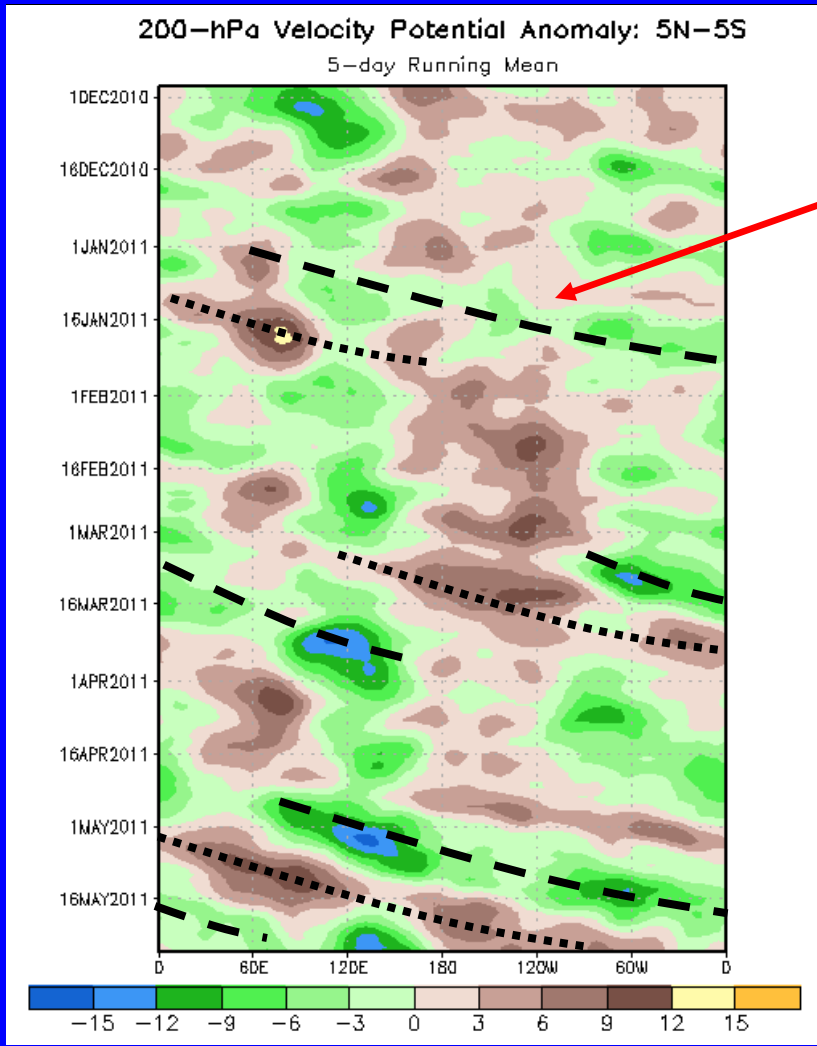 200-hPa Velocity Potential Anomaly: 5N-5S
5-day Running Mean
1DEC2010
16DEC2010
1JAN2011
16JAN2011
1FEB2011
16FEB2011
1MAR2011
16MAR2011
1APR2011
16APR2011
1MAY2011
16MAY2011
0 60E 120E 180 120W 60W 0
-15 -12 -9 -6 -3 0 3 6 9 12 15